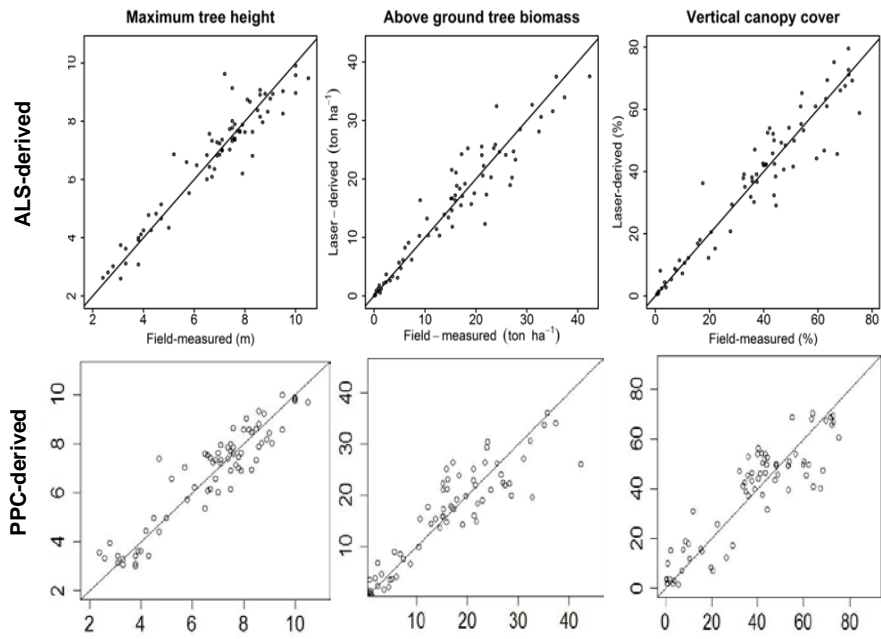 Maximum tree height
Above ground tree biomass
Vertical canopy cover
ALS-derived
10
8
6
4
2
2 4 6 8 10
Field-measured (m)
Laser – derived (ton ha⁻¹)
40
30
20
10
0
0 10 20 30 40
Field – measured (ton ha⁻¹)
Laser-derived (%)
80
60
40
20
0
0 20 40 60 80
Field-measured (%)
PPC-derived
10
8
6
4
2
2 4 6 8 10
40
30
20
10
10 20 30 40
80
60
40
20
0
0 20 40 60 80